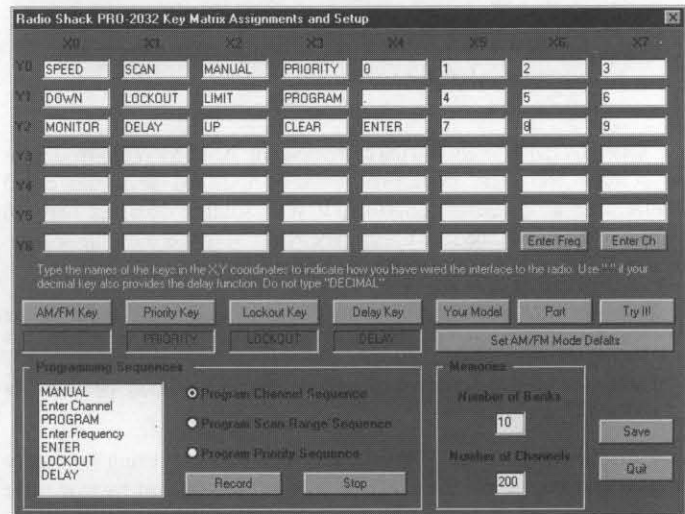 Radio Shack PRO-2032 Key Matrix Assignments and Setup
X0 X1 X2 X3 X4 X5 X6 X7
Y0 SPEED SCAN MANUAL PRIORITY 0 1 2 3
Y1 DOWN LOCKOUT LIMIT PROGRAM . 4 5 6
Y2 MONITOR DELAY UP CLEAR ENTER 7 8 9
Y3
Y4
Y5
Y6 Enter Freq Enter Ch
Type the names of the keys in the X,Y coordinates to indicate how you have wired the interface to the radio. Use "." if your
decimal key also provides the delay function. Do not type "DECIMAL"
AM/FM Key Priority Key Lockout Key Delay Key Your Model Port Try It!
PRIORITY LOCKOUT DELAY Set AM/FM Mode Defalts
Programming Sequences
MANUAL
Enter Channel
PROGRAM
Enter Frequency
ENTER
LOCKOUT
DELAY
Program Channel Sequence
Program Scan Range Sequence
Program Priority Sequence
Record Stop
Memories
Number of Banks
10
Number of Channels
200
Save
Quit